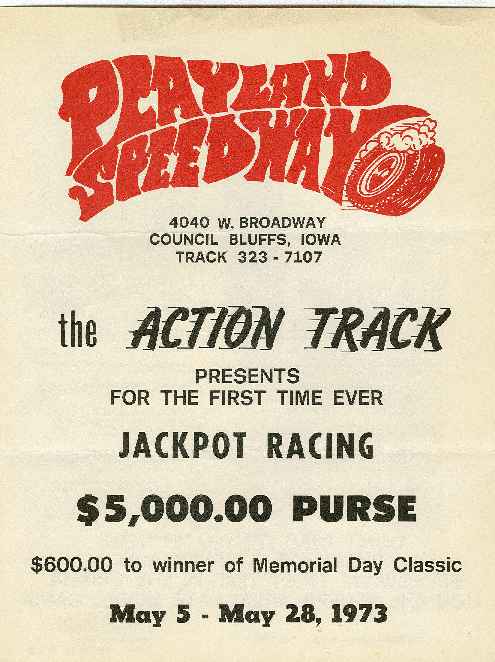 PLAYLAND
SPEEDWAY
4040 W. BROADWAY
COUNCIL BLUFFS, IOWA
TRACK 323 - 7107
the ACTION TRACK
PRESENTS
FOR THE FIRST TIME EVER
JACKPOT RACING
$5,000.00 PURSE
$600.00 to winner of Memorial Day Classic
May 5 - May 28, 1973